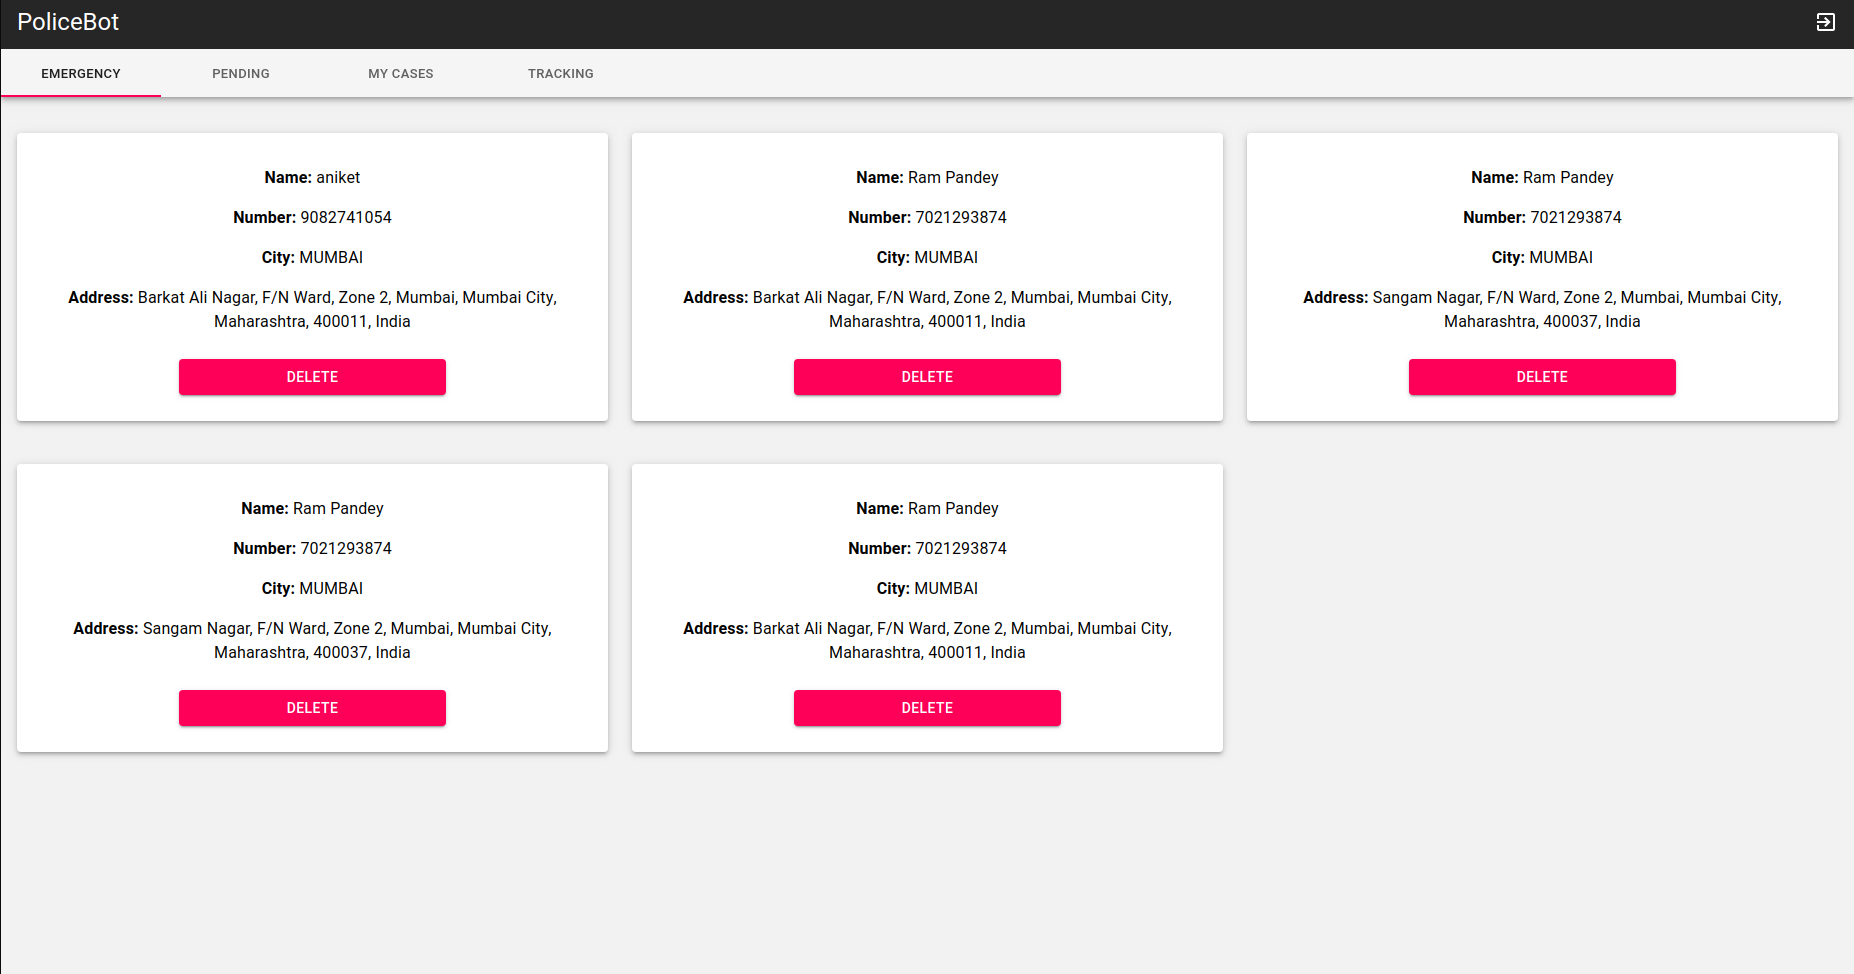 PoliceBot
EMERGENCY PENDING MY CASES TRACKING
Name: aniket
Number: 9082741054
City: MUMBAI
Address: Barkat Ali Nagar, F/N Ward, Zone 2, Mumbai, Mumbai City,
Maharashtra, 400011, India
DELETE
Name: Ram Pandey
Number: 7021293874
City: MUMBAI
Address: Barkat Ali Nagar, F/N Ward, Zone 2, Mumbai, Mumbai City,
Maharashtra, 400011, India
DELETE
Name: Ram Pandey
Number: 7021293874
City: MUMBAI
Address: Sangam Nagar, F/N Ward, Zone 2, Mumbai, Mumbai City,
Maharashtra, 400037, India
DELETE
Name: Ram Pandey
Number: 7021293874
City: MUMBAI
Address: Sangam Nagar, F/N Ward, Zone 2, Mumbai, Mumbai City,
Maharashtra, 400037, India
DELETE
Name: Ram Pandey
Number: 7021293874
City: MUMBAI
Address: Barkat Ali Nagar, F/N Ward, Zone 2, Mumbai, Mumbai City,
Maharashtra, 400011, India
DELETE